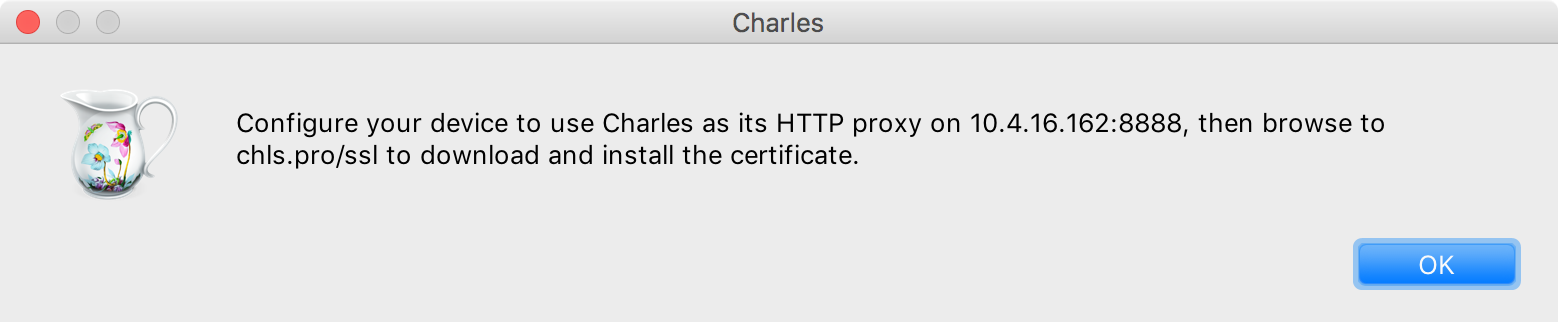 Charles
Configure your device to use Charles as its HTTP proxy on 10.4.16.162:8888, then browse to
chls.pro/ssl to download and install the certificate.
OK